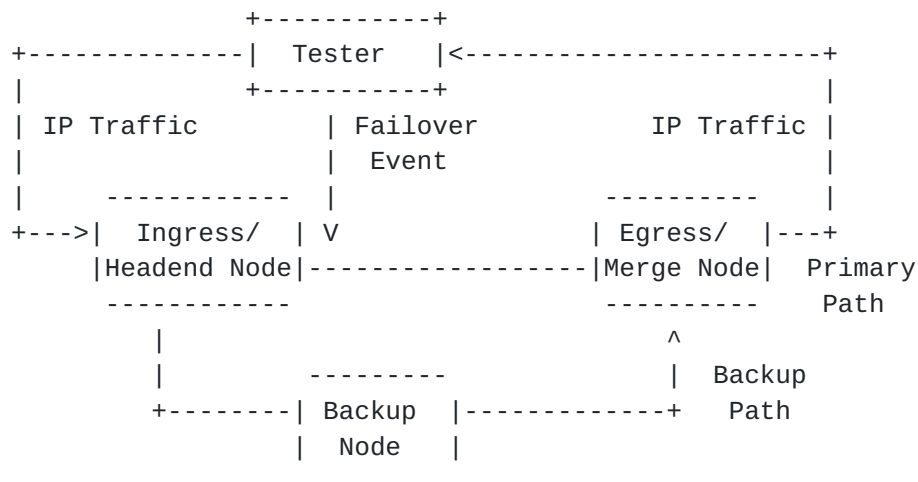 Tester
IP Traffic Failover IP Traffic
Event
Ingress/ V Egress/
Headend Node Merge Node Primary
Path
Backup
Backup Path
Node